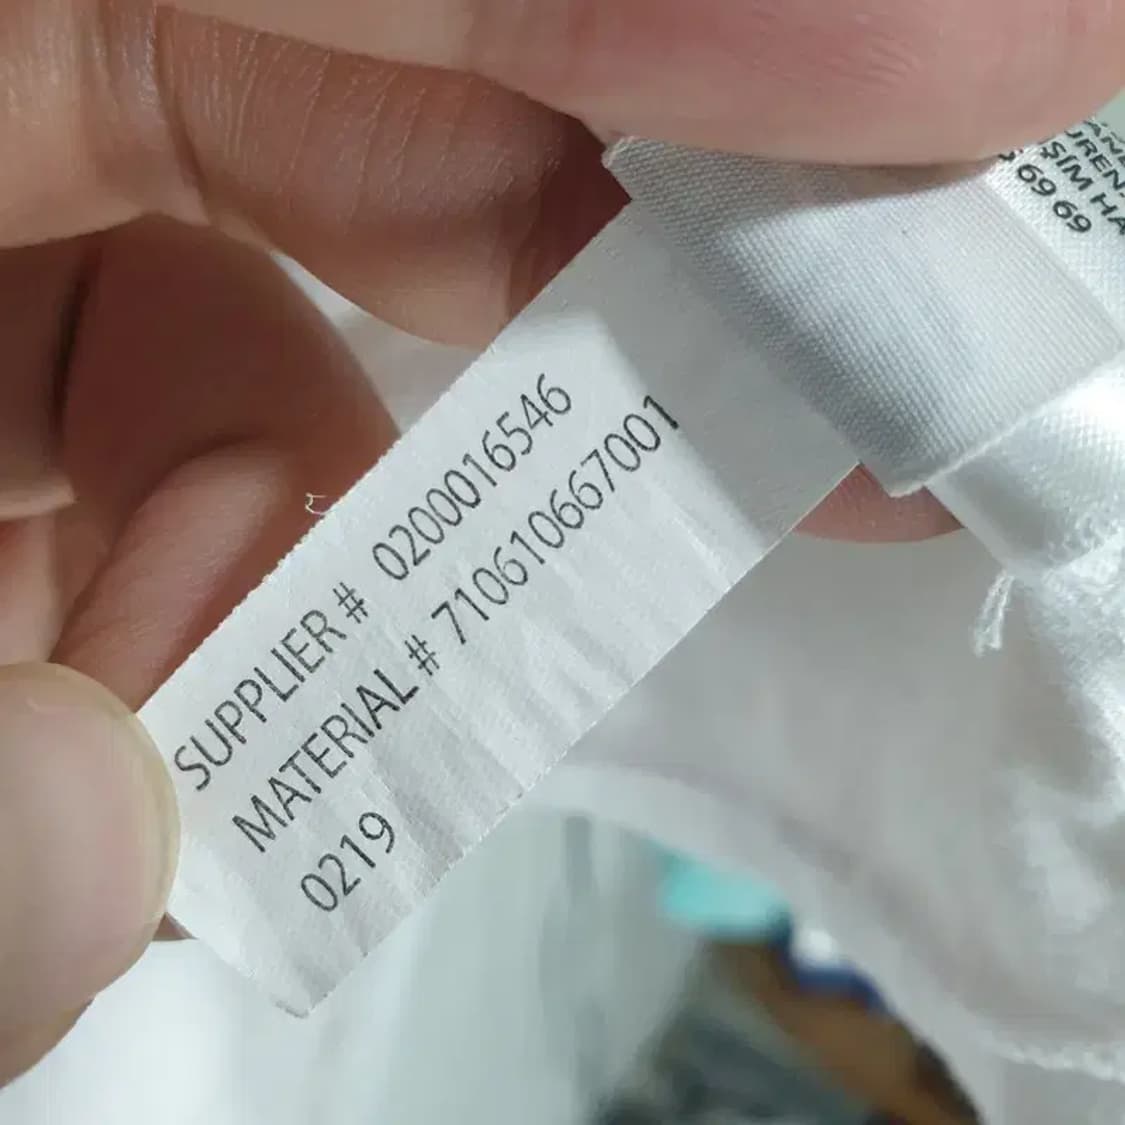 SUPPLIER # 0200016546
MATERIAL # 710610667001
0219
69 69